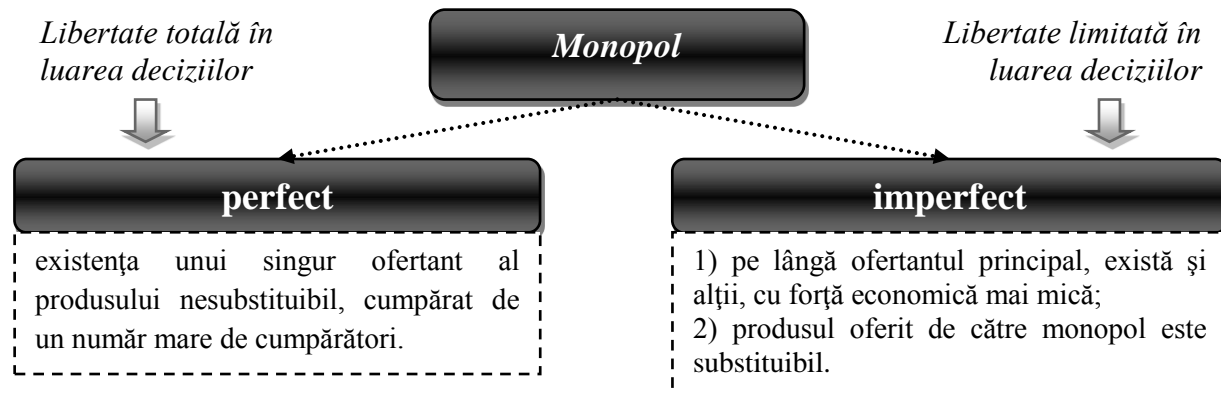 Libertate totală în
luarea deciziilor
Monopol
Libertate limitată în
luarea deciziilor
perfect
existenţa unui singur ofertant al
produsului nesubstituibil, cumpărat de
un număr mare de cumpărători.
imperfect
1) pe lângă ofertantul principal, există şi
alţii, cu forţă economică mai mică;
2) produsul oferit de către monopol este
substituibil.